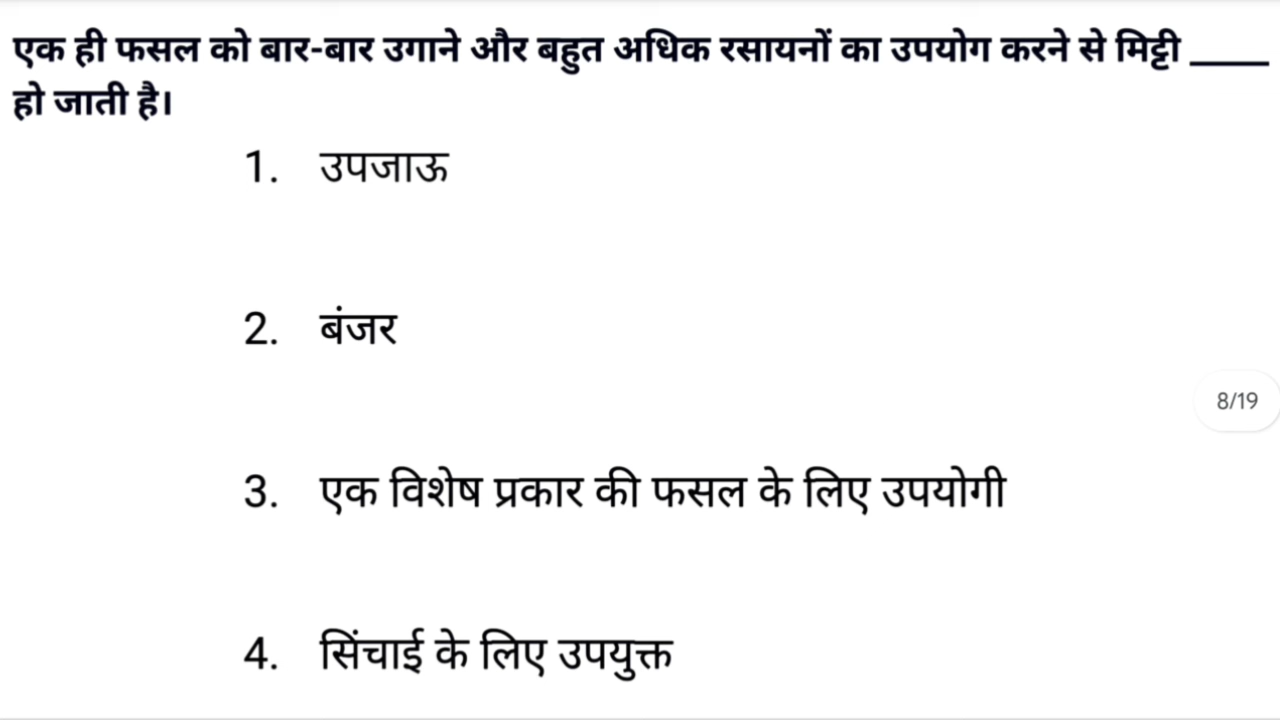 एक ही फसल को बार-बार उगाने और बहुत अधिक रसायनों का उपयोग करने से मिट्टी _____
हो जाती है।
1. उपजाऊ
2. बंजर
8/19
3. एक विशेष प्रकार की फसल के लिए उपयोगी
4. सिंचाई के लिए उपयुक्त